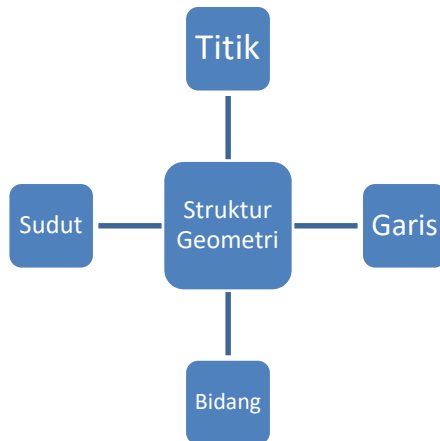 Titik
Sudut
Struktur
Geometri
Garis
Bidang